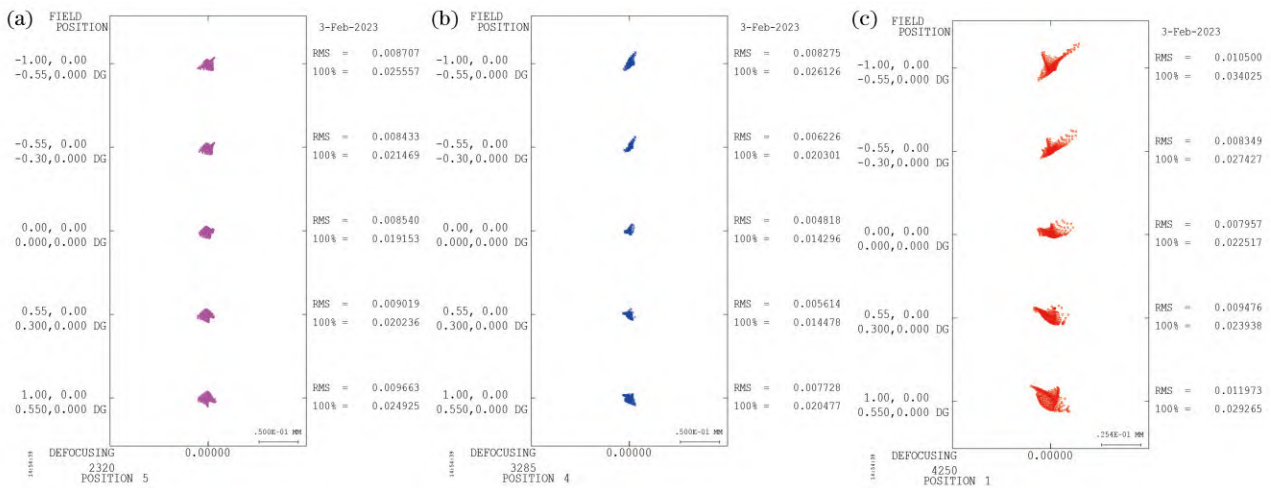 (a)
FIELD
POSITION
3-Feb-2023
-1.00, 0.00
-0.55,0.000 DG
RMS = 0.008707
100% = 0.025557
-0.55, 0.00
-0.30,0.000 DG
RMS = 0.008433
100% = 0.021469
0.00, 0.00
0.000,0.000 DG
RMS = 0.008540
100% = 0.019153
0.55, 0.00
0.300,0.000 DG
RMS = 0.009019
100% = 0.020236
1.00, 0.00
0.550,0.000 DG
RMS = 0.009663
100% = 0.024925
.500E-01 MM
DEFOCUSING 0.00000
2320
POSITION 5
(b)
FIELD
POSITION
3-Feb-2023
-1.00, 0.00
-0.55,0.000 DG
RMS = 0.008275
100% = 0.026126
-0.55, 0.00
-0.30,0.000 DG
RMS = 0.006226
100% = 0.020301
0.00, 0.00
0.000,0.000 DG
RMS = 0.004818
100% = 0.014296
0.55, 0.00
0.300,0.000 DG
RMS = 0.005614
100% = 0.014478
1.00, 0.00
0.550,0.000 DG
RMS = 0.007728
100% = 0.020477
.500E-01 MM
DEFOCUSING 0.00000
3285
POSITION 4
(c)
FIELD
POSITION
3-Feb-2023
-1.00, 0.00
-0.55,0.000 DG
RMS = 0.010500
100% = 0.034025
-0.55, 0.00
-0.30,0.000 DG
RMS = 0.008349
100% = 0.027427
0.00, 0.00
0.000,0.000 DG
RMS = 0.007957
100% = 0.022517
0.55, 0.00
0.300,0.000 DG
RMS = 0.009476
100% = 0.023938
1.00, 0.00
0.550,0.000 DG
RMS = 0.011973
100% = 0.029265
.254E-01 MM
DEFOCUSING 0.00000
4250
POSITION 1